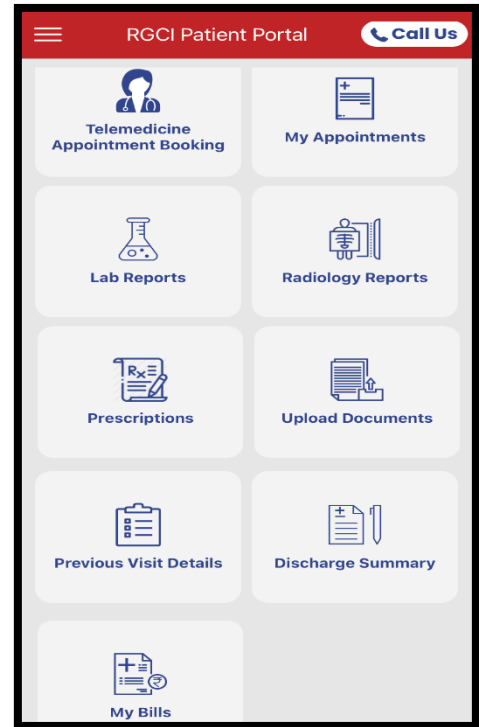 RGCI Patient Portal
Call Us
Telemedicine
Appointment Booking
My Appointments
Lab Reports
Radiology Reports
Rx
Prescriptions
Upload Documents
Previous Visit Details
Discharge Summary
₹
My Bills